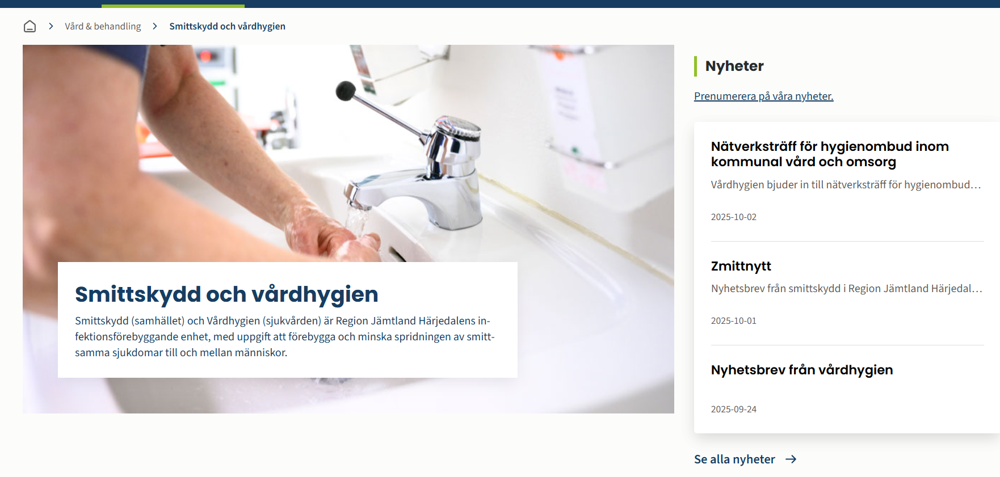 Vård & behandling
Smittskydd och vårdhygien
Smittskydd och vårdhygien
Smittskydd (samhället) och Vårdhygien (sjukvården) är Region Jämtland Härjedalens in-
fektionsförebyggande enhet, med uppgift att förebygga och minska spridningen av smitt-
samma sjukdomar till och mellan människor.
Nyheter
Prenumerera på våra nyheter.
Nätverksträff för hygienombud inom
kommunal vård och omsorg
Vårdhygien bjuder in till nätverksträff för hygienombud…
2025-10-02
Zmittnytt
Nyhetsbrev från smittskydd i Region Jämtland Härjedal…
2025-10-01
Nyhetsbrev från vårdhygien
2025-09-24
Se alla nyheter